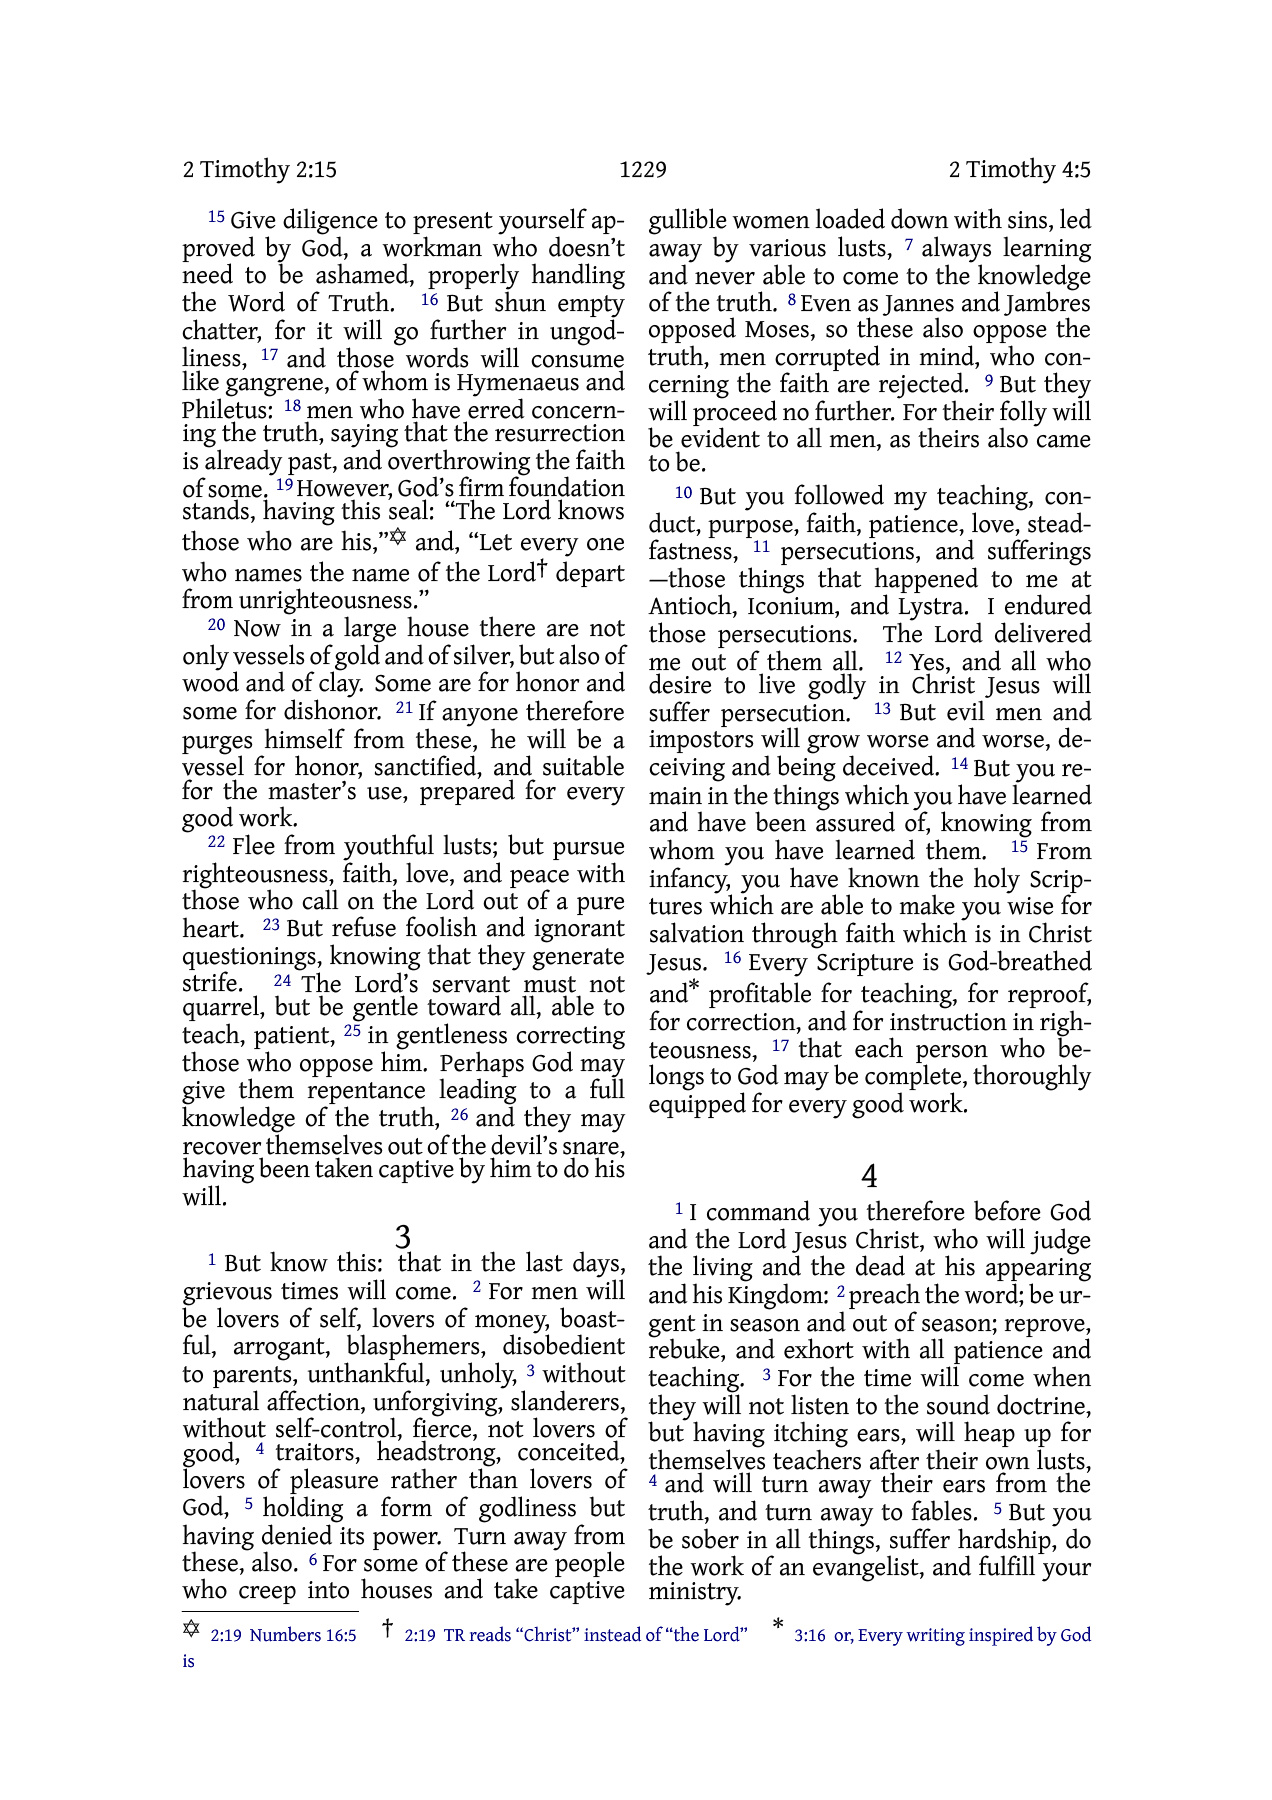 2 Timothy 2:15 1229 2 Timothy 4:5
15 Give diligence to present yourself ap-
proved by God, a workman who doesn’t
need to be ashamed, properly handling
the Word of Truth. 16 But shun empty
chatter, for it will go further in ungod-
liness, 17 and those words will consume
like gangrene, of whom is Hymenaeus and
Philetus: 18 men who have erred concern-
ing the truth, saying that the resurrection
is already past, and overthrowing the faith
of some. 19 However, God’s firm foundation
stands, having this seal: “The Lord knows
those who are his,”✡ and, “Let every one
who names the name of the Lord† depart
from unrighteousness.”
20 Now in a large house there are not
only vessels of gold and of silver, but also of
wood and of clay. Some are for honor and
some for dishonor. 21 If anyone therefore
purges himself from these, he will be a
vessel for honor, sanctified, and suitable
for the master’s use, prepared for every
good work.
22 Flee from youthful lusts; but pursue
righteousness, faith, love, and peace with
those who call on the Lord out of a pure
heart. 23 But refuse foolish and ignorant
questionings, knowing that they generate
strife. 24 The Lord’s servant must not
quarrel, but be gentle toward all, able to
teach, patient, 25 in gentleness correcting
those who oppose him. Perhaps God may
give them repentance leading to a full
knowledge of the truth, 26 and they may
recover themselves out of the devil’s snare,
having been taken captive by him to do his
will.
3
1 But know this: that in the last days,
grievous times will come. 2 For men will
be lovers of self, lovers of money, boast-
ful, arrogant, blasphemers, disobedient
to parents, unthankful, unholy, 3 without
natural affection, unforgiving, slanderers,
without self-control, fierce, not lovers of
good, 4 traitors, headstrong, conceited,
lovers of pleasure rather than lovers of
God, 5 holding a form of godliness but
having denied its power. Turn away from
these, also. 6 For some of these are people
who creep into houses and take captive
gullible women loaded down with sins, led
away by various lusts, 7 always learning
and never able to come to the knowledge
of the truth. 8 Even as Jannes and Jambres
opposed Moses, so these also oppose the
truth, men corrupted in mind, who con-
cerning the faith are rejected. 9 But they
will proceed no further. For their folly will
be evident to all men, as theirs also came
to be.
10 But you followed my teaching, con-
duct, purpose, faith, patience, love, stead-
fastness, 11 persecutions, and sufferings
—those things that happened to me at
Antioch, Iconium, and Lystra. I endured
those persecutions. The Lord delivered
me out of them all. 12 Yes, and all who
desire to live godly in Christ Jesus will
suffer persecution. 13 But evil men and
impostors will grow worse and worse, de-
ceiving and being deceived. 14 But you re-
main in the things which you have learned
and have been assured of, knowing from
whom you have learned them. 15 From
infancy, you have known the holy Scrip-
tures which are able to make you wise for
salvation through faith which is in Christ
Jesus. 16 Every Scripture is God-breathed
and* profitable for teaching, for reproof,
for correction, and for instruction in righ-
teousness, 17 that each person who be-
longs to God may be complete, thoroughly
equipped for every good work.
4
1 I command you therefore before God
and the Lord Jesus Christ, who will judge
the living and the dead at his appearing
and his Kingdom: 2 preach the word; be ur-
gent in season and out of season; reprove,
rebuke, and exhort with all patience and
teaching. 3 For the time will come when
they will not listen to the sound doctrine,
but having itching ears, will heap up for
themselves teachers after their own lusts,
4 and will turn away their ears from the
truth, and turn away to fables. 5 But you
be sober in all things, suffer hardship, do
the work of an evangelist, and fulfill your
ministry.
✡ 2:19 Numbers 16:5 † 2:19 TR reads “Christ” instead of “the Lord” * 3:16 or, Every writing inspired by God
is